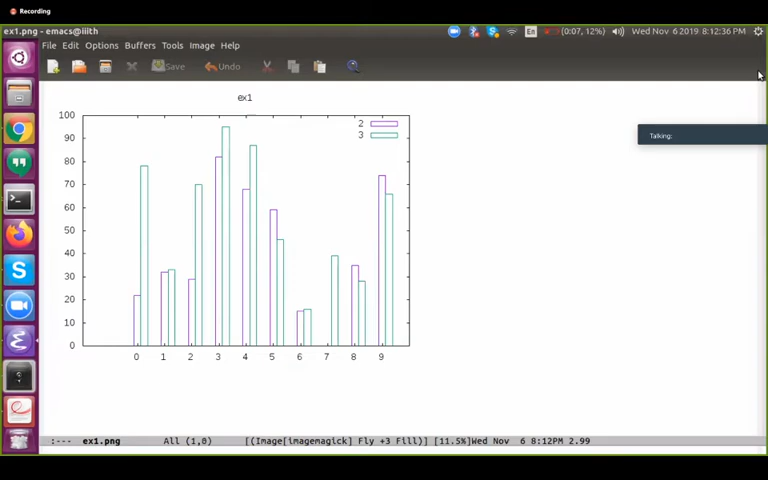 Recording
ex1.png - emacs@iiith
En
(0:07, 12%)
Wed Nov 6 2019 8:12:36 PM
File Edit Options Buffers Tools Image Help
Save
Undo
ex1
Talking:
2
3
100
90
80
70
60
50
40
30
20
10
0
0 1 2 3 4 5 6 7 8 9
:--- ex1.png All (1,0) [(Image[imagemagick] Fly +3 Fill)] [11.5%]Wed Nov 6 8:12PM 2.99